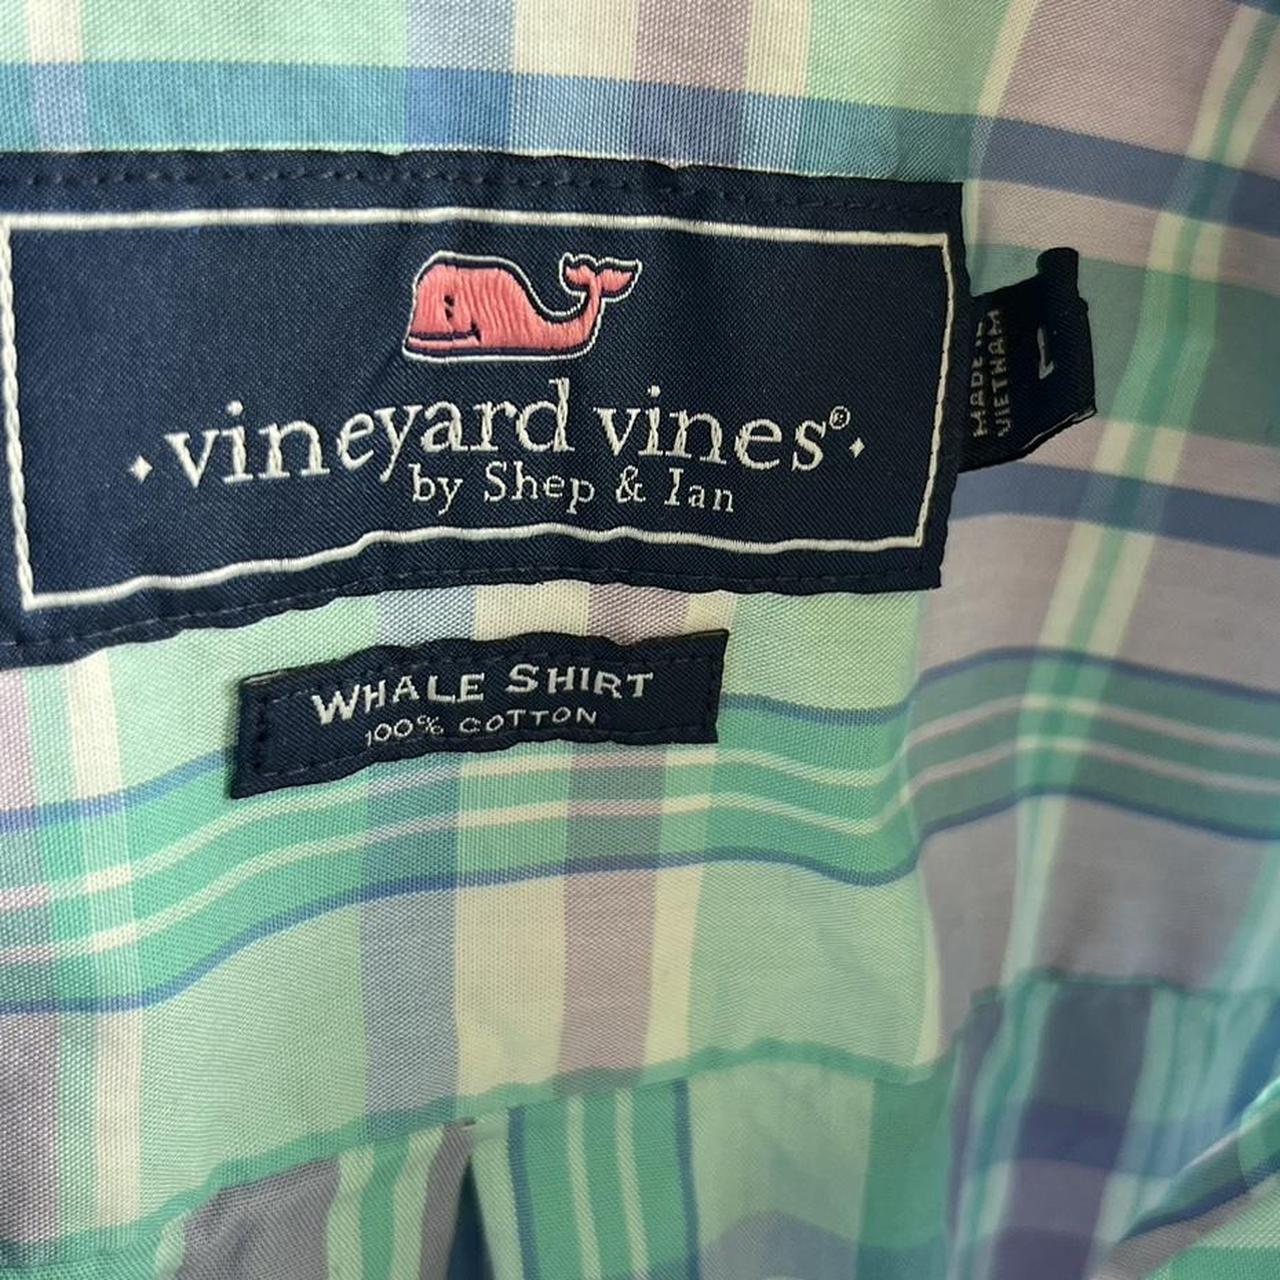 vineyard vines®
by Shep & Ian
WHALE SHIRT
100% COTTON
MADE IN
VIETNAM
L